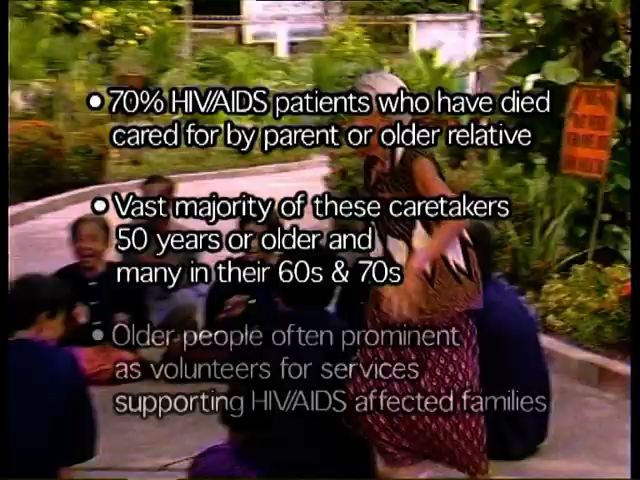 • 70% HIV/AIDS patients who have died
cared for by parent or older relative
• Vast majority of these caretakers
50 years or older and
many in their 60s & 70s
• Older people often prominent
as volunteers for services
supporting HIV/AIDS affected families